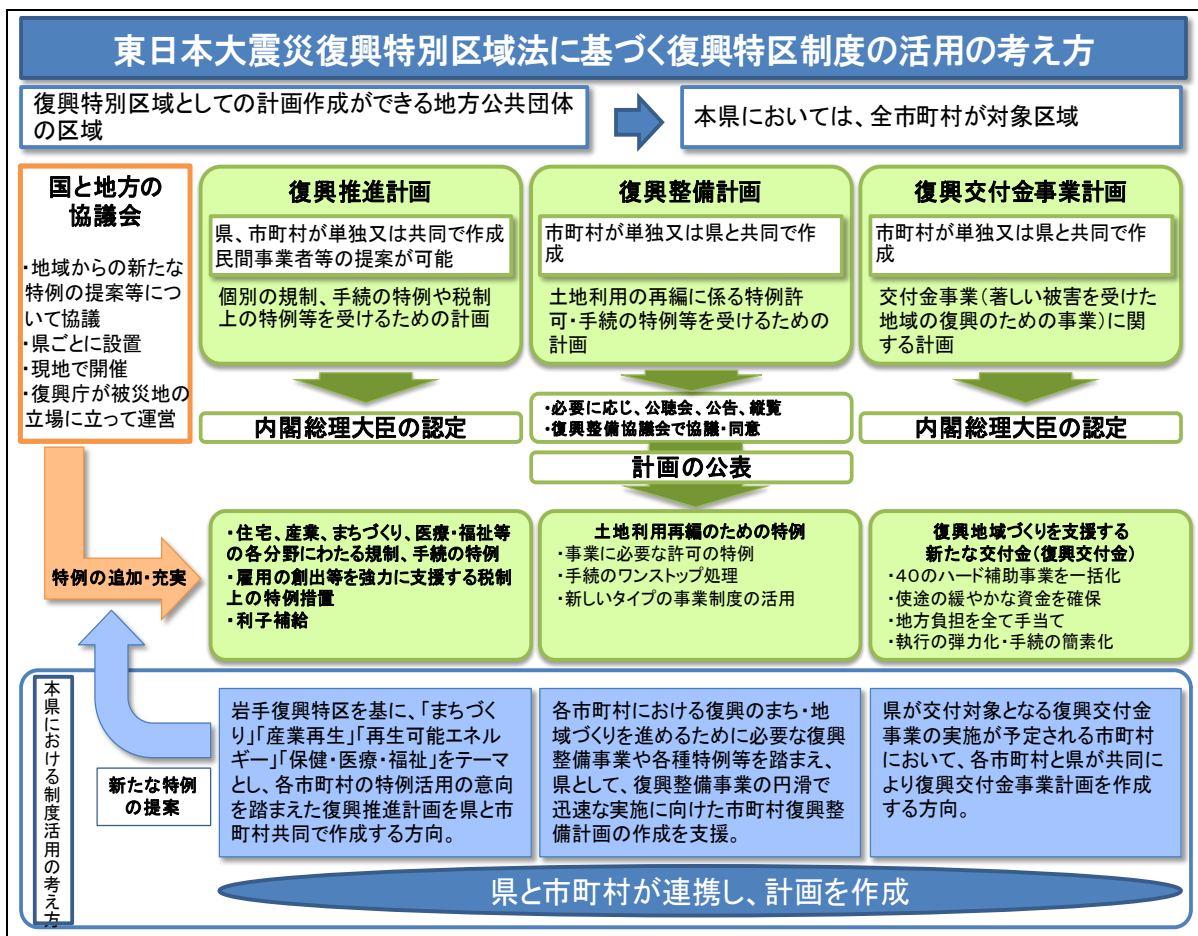 東日本大震災復興特別区域法に基づく復興特区制度の活用の考え方
復興特別区域としての計画作成ができる地方公共団体
の区域
本県においては、全市町村が対象区域
国と地方の
協議会
・地域からの新たな
特例の提案等につ
いて協議
・県ごとに設置
・現地で開催
・復興庁が被災地の
立場に立って運営
復興推進計画
県、市町村が単独又は共同で作成
民間事業者等の提案が可能
個別の規制、手続の特例や税制
上の特例等を受けるための計画
内閣総理大臣の認定
復興整備計画
市町村が単独又は県と共同で作
成
土地利用の再編に係る特例許
可・手続の特例等を受けるための
計画
・必要に応じ、公聴会、公告、縦覧
・復興整備協議会で協議・同意
計画の公表
復興交付金事業計画
市町村が単独又は県と共同で作
成
交付金事業(著しい被害を受けた
地域の復興のための事業)に関
する計画
内閣総理大臣の認定
特例の追加・充実
・住宅、産業、まちづくり、医療・福祉等
の各分野にわたる規制、手続の特例
・雇用の創出等を強力に支援する税制
上の特例措置
・利子補給
土地利用再編のための特例
・事業に必要な許可の特例
・手続のワンストップ処理
・新しいタイプの事業制度の活用
復興地域づくりを支援する
新たな交付金(復興交付金)
・40のハード補助事業を一括化
・使途の緩やかな資金を確保
・地方負担を全て手当て
・執行の弾力化・手続の簡素化
本県における制度活用の考え方
新たな特例
の提案
岩手復興特区を基に、「まちづく
り」「産業再生」「再生可能エネル
ギー」「保健・医療・福祉」をテーマ
とし、各市町村の特例活用の意向
を踏まえた復興推進計画を県と市
町村共同で作成する方向。
各市町村における復興のまち・地
域づくりを進めるために必要な復興
整備事業や各種特例等を踏まえ、
県として、復興整備事業の円滑で
迅速な実施に向けた市町村復興整
備計画の作成を支援。
県が交付対象となる復興交付金
事業の実施が予定される市町村
において、各市町村と県が共同に
より復興交付金事業計画を作成
する方向。
県と市町村が連携し、計画を作成